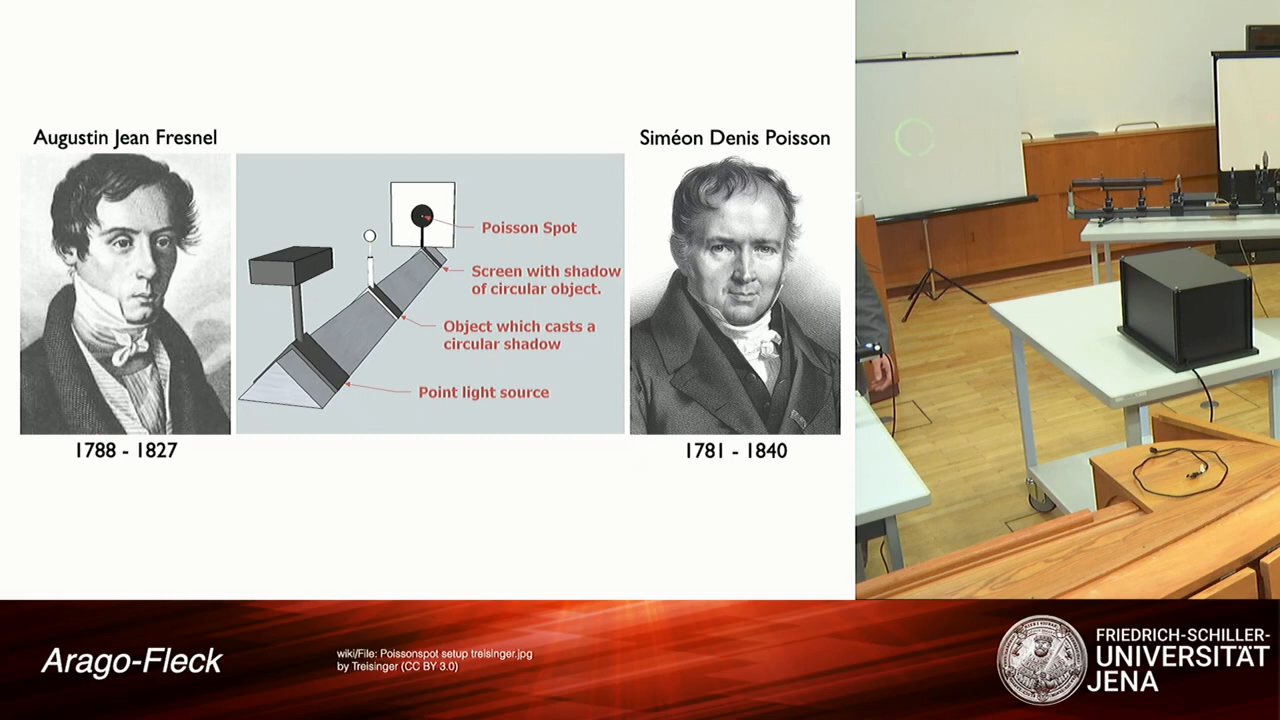 Augustin Jean Fresnel
Siméon Denis Poisson
Poisson Spot
Screen with shadow
of circular object.
Object which casts a
circular shadow
Point light source
1788 - 1827
1781 - 1840
Arago-Fleck
wiki/File: Poissonspot setup treisinger.jpg
by Treisinger (CC BY 3.0)
FRIEDRICH-SCHILLER-
UNIVERSITÄT
JENA